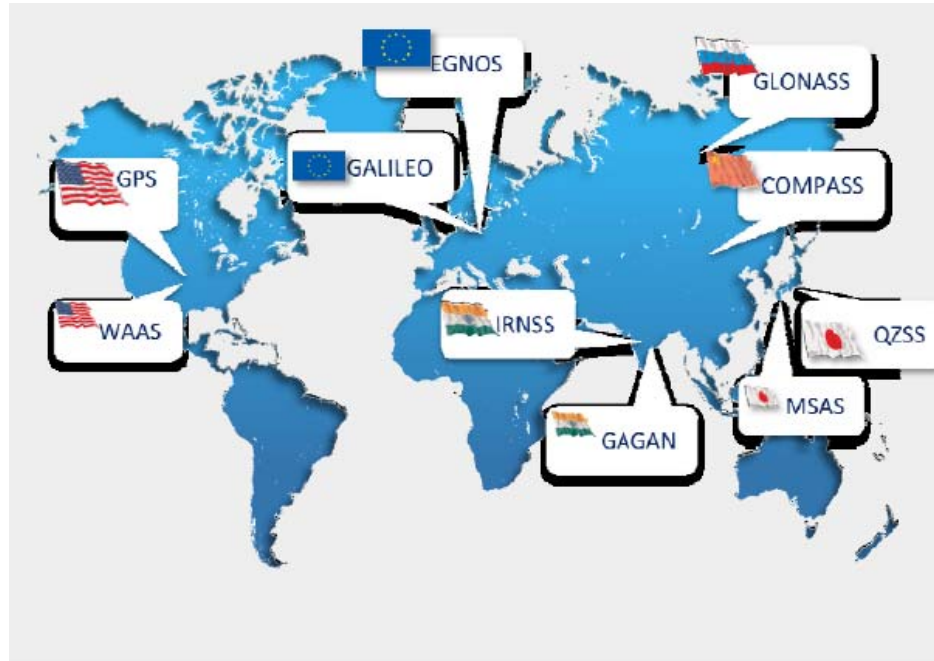 EGNOS
GLONASS
GALILEO
COMPASS
GPS
WAAS
IRNSS
QZSS
MSAS
GAGAN